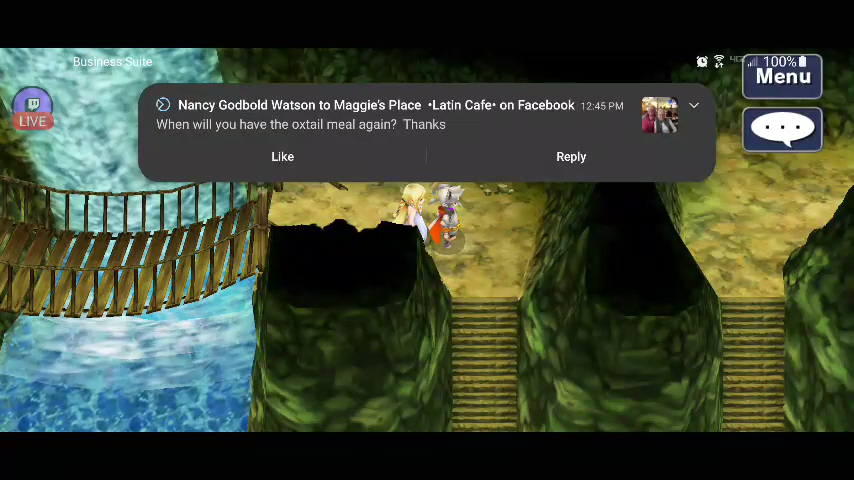 Business Suite
4G 100%
LIVE
Menu
Nancy Godbold Watson to Maggie's Place •Latin Cafe• on Facebook 12:45 PM
When will you have the oxtail meal again?  Thanks
Like
Reply